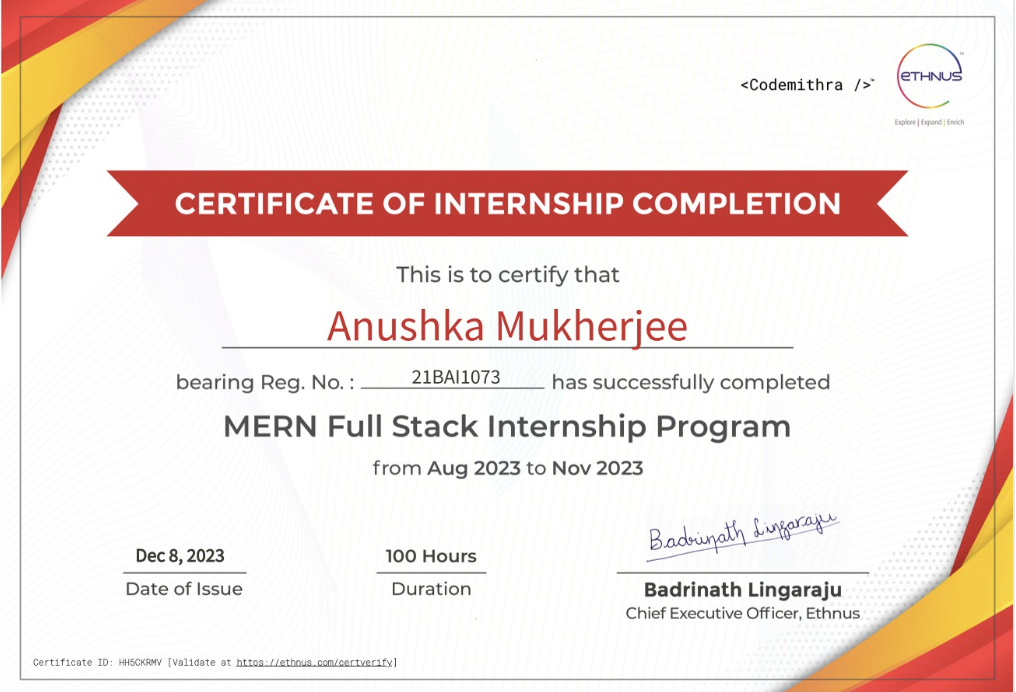 <Codemithra />™
eTHNUS™
Explore | Expand | Enrich
CERTIFICATE OF INTERNSHIP COMPLETION
This is to certify that
Anushka Mukherjee
bearing Reg. No. : 21BAI1073 has successfully completed
MERN Full Stack Internship Program
from Aug 2023 to Nov 2023
Badrinath Lingaraju
Dec 8, 2023
Date of Issue
100 Hours
Duration
Badrinath Lingaraju
Chief Executive Officer, Ethnus
Certificate ID: HH5CKRMV [Validate at https://ethnus.com/certverify]